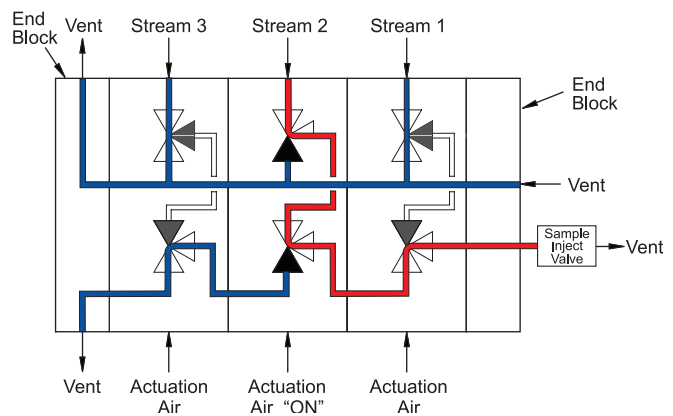 End
Block
Vent
Stream 3
Stream 2
Stream 1
End
Block
Vent
Sample
Inject
Valve
Vent
Vent
Actuation
Air
Actuation
Air "ON"
Actuation
Air